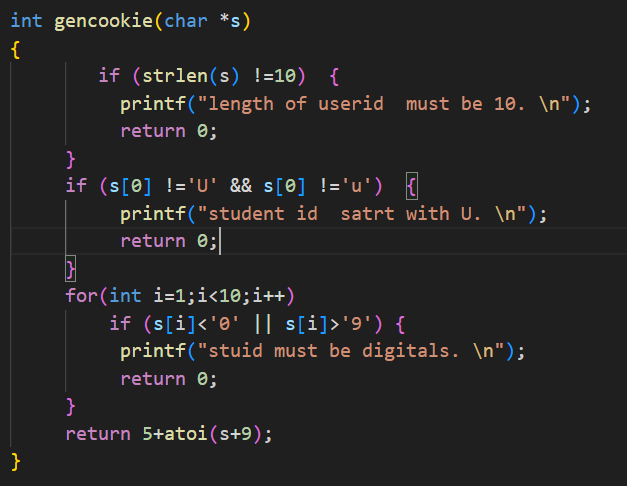 int gencookie(char *s)
{
if (strlen(s) !=10)  {
printf("length of userid  must be 10. \n");
return 0;
}
if (s[0] !='U' && s[0] !='u')  {
printf("student id  satrt with U. \n");
return 0;
}
for(int i=1;i<10;i++)
if (s[i]<'0' || s[i]>'9') {
printf("stuid must be digitals. \n");
return 0;
}
return 5+atoi(s+9);
}